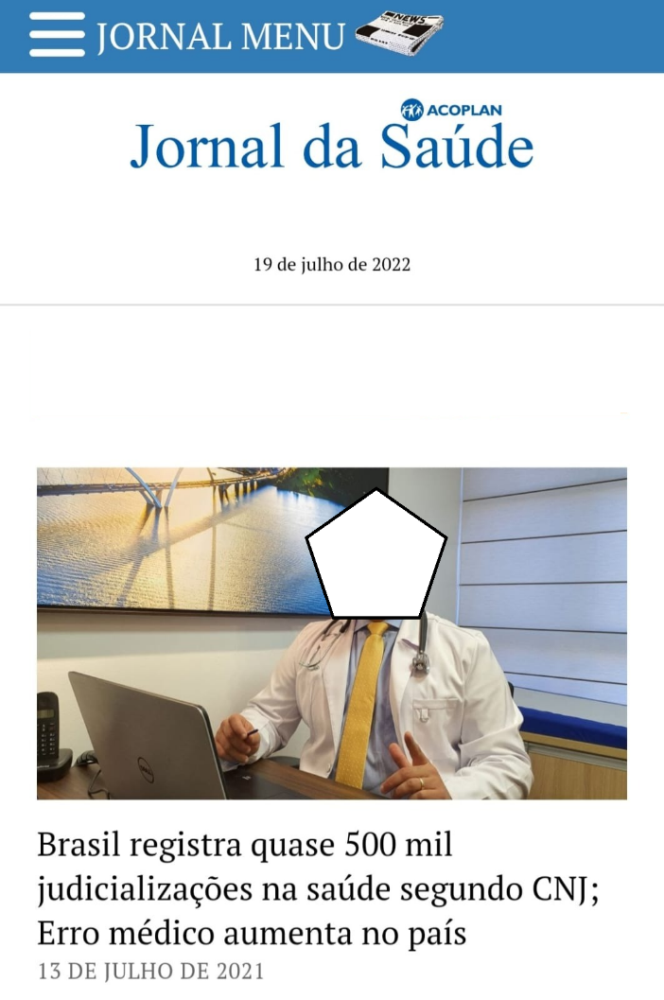 JORNAL MENU
NEWS
ACOPLAN
Jornal da Saúde
19 de julho de 2022
DELL
Brasil registra quase 500 mil
judicializações na saúde segundo CNJ;
Erro médico aumenta no país
13 DE JULHO DE 2021